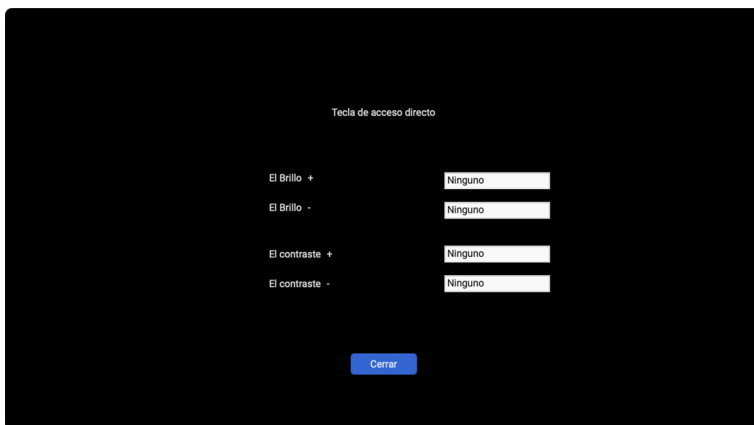 Tecla de acceso directo
El Brillo +
Ninguno
El Brillo -
Ninguno
El contraste +
Ninguno
El contraste -
Ninguno
Cerrar